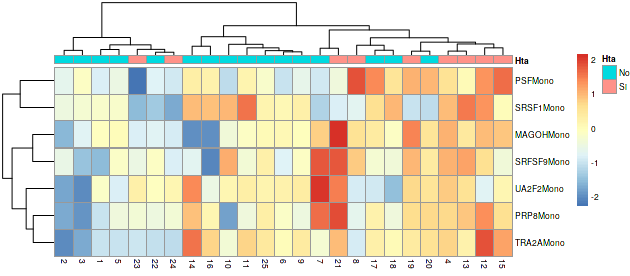 Hta
PSFMono
SRSF1Mono
MAGOHMono
SRFSF9Mono
UA2F2Mono
PRP8Mono
TRA2AMono
2 3 1 5 23 22 24 14 16 10 11 25 6 9 7 21 8 17 18 19 20 4 13 12 15
2
1
0
-1
-2
Hta
No
Si